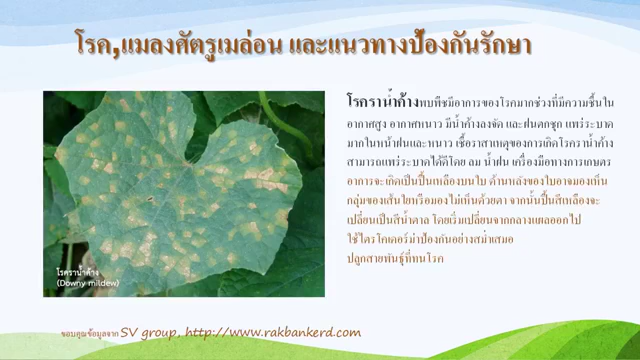 โรค,แมลงศัตรูเมล่อน และแนวทางป้องกันรักษา
โรคราน้ำค้างพบพืชมีอาการของโรคมากช่วงที่มีความชื้นใน
อากาศสูง อากาศหนาว มีน้ำค้างลงจัด และฝนตกชุก แพร่ระบาด
มากในหน้าฝนและหนาว เชื้อราสาเหตุของการเกิดโรคราน้ำค้าง
สามารถแพร่ระบาดได้ดีโดย ลม น้ำฝน เครื่องมือทางการเกษตร
อาการจะเกิดเป็นปื้นเหลืองบนใบ ด้านหลังของใบอาจมองเห็น
กลุ่มของเส้นใยหรือมองไม่เห็นด้วยตา จากนั้นปื้นสีเหลืองจะ
เปลี่ยนเป็นสีน้ำตาล โดยเริ่มเปลี่ยนจากกลางแผลออกไป
ใช้ไตรโคเดอร์ม่าป้องกันอย่างสม่ำเสมอ
ปลูกสายพันธุ์ที่ทนโรค
โรคราน้ำค้าง
(Downy mildew)
ขอบคุณข้อมูลจาก SV group, http://www.rakbankerd.com